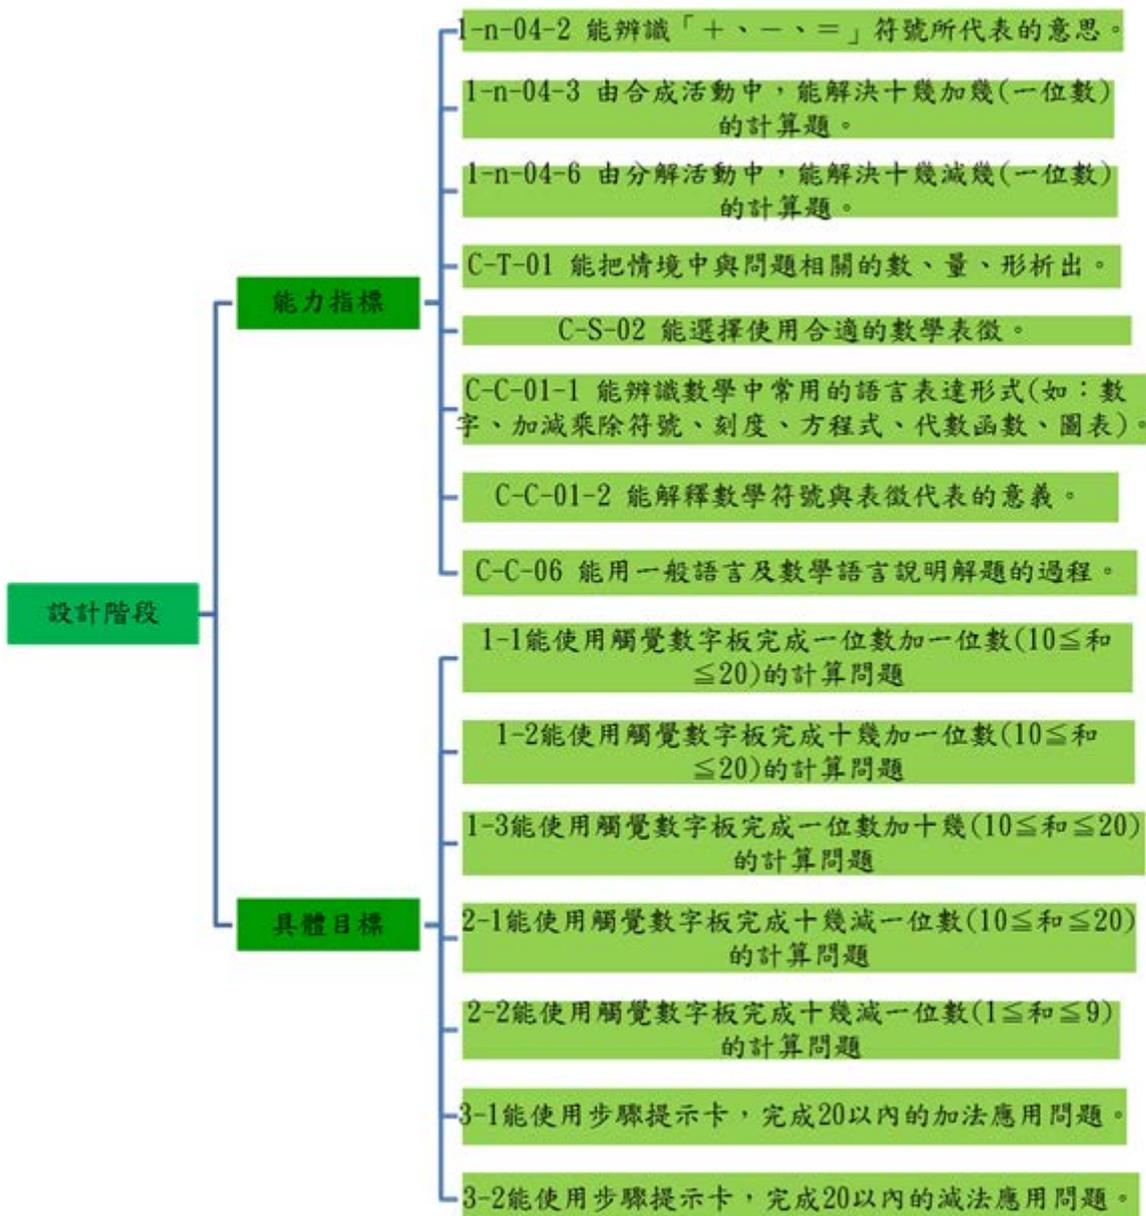 1-n-04-2 能辨識「＋、－、＝」符號所代表的意思。
1-n-04-3 由合成活動中，能解決十幾加幾(一位數)
的計算題。
1-n-04-6 由分解活動中，能解決十幾減幾(一位數)
的計算題。
C-T-01 能把情境中與問題相關的數、量、形析出。
能力指標
C-S-02 能選擇使用合適的數學表徵。
C-C-01-1 能辨識數學中常用的語言表達形式(如：數
字、加減乘除符號、刻度、方程式、代數函數、圖表)。
C-C-01-2 能解釋數學符號與表徵代表的意義。
C-C-06 能用一般語言及數學語言說明解題的過程。
設計階段
1-1能使用觸覺數字板完成一位數加一位數(10≦和
≦20)的計算問題
1-2能使用觸覺數字板完成十幾加一位數(10≦和
≦20)的計算問題
1-3能使用觸覺數字板完成一位數加十幾(10≦和≦20)
的計算問題
具體目標
2-1能使用觸覺數字板完成十幾減一位數(10≦和≦20)
的計算問題
2-2能使用觸覺數字板完成十幾減一位數(1≦和≦9)
的計算問題
3-1能使用步驟提示卡，完成20以內的加法應用問題。
3-2能使用步驟提示卡，完成20以內的減法應用問題。